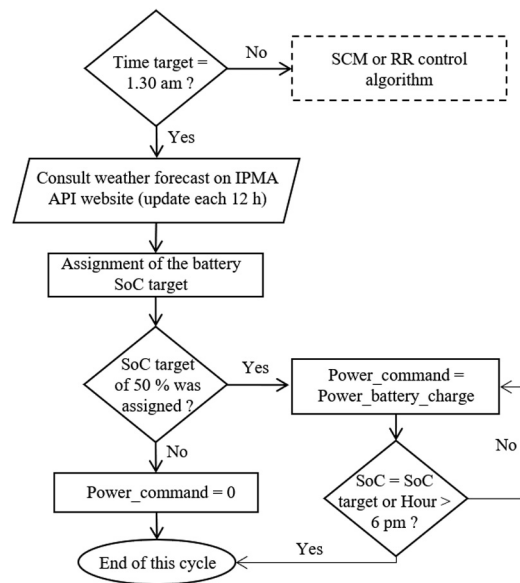 Time target =
1.30 am ?
No
SCM or RR control
algorithm
Yes
Consult weather forecast on IPMA
API website (update each 12 h)
Assignment of the battery
SoC target
SoC target
of 50 % was
assigned ?
Yes
Power_command =
Power_battery_charge
No
Power_command = 0
SoC = SoC
target or Hour >
6 pm ?
No
Yes
End of this cycle